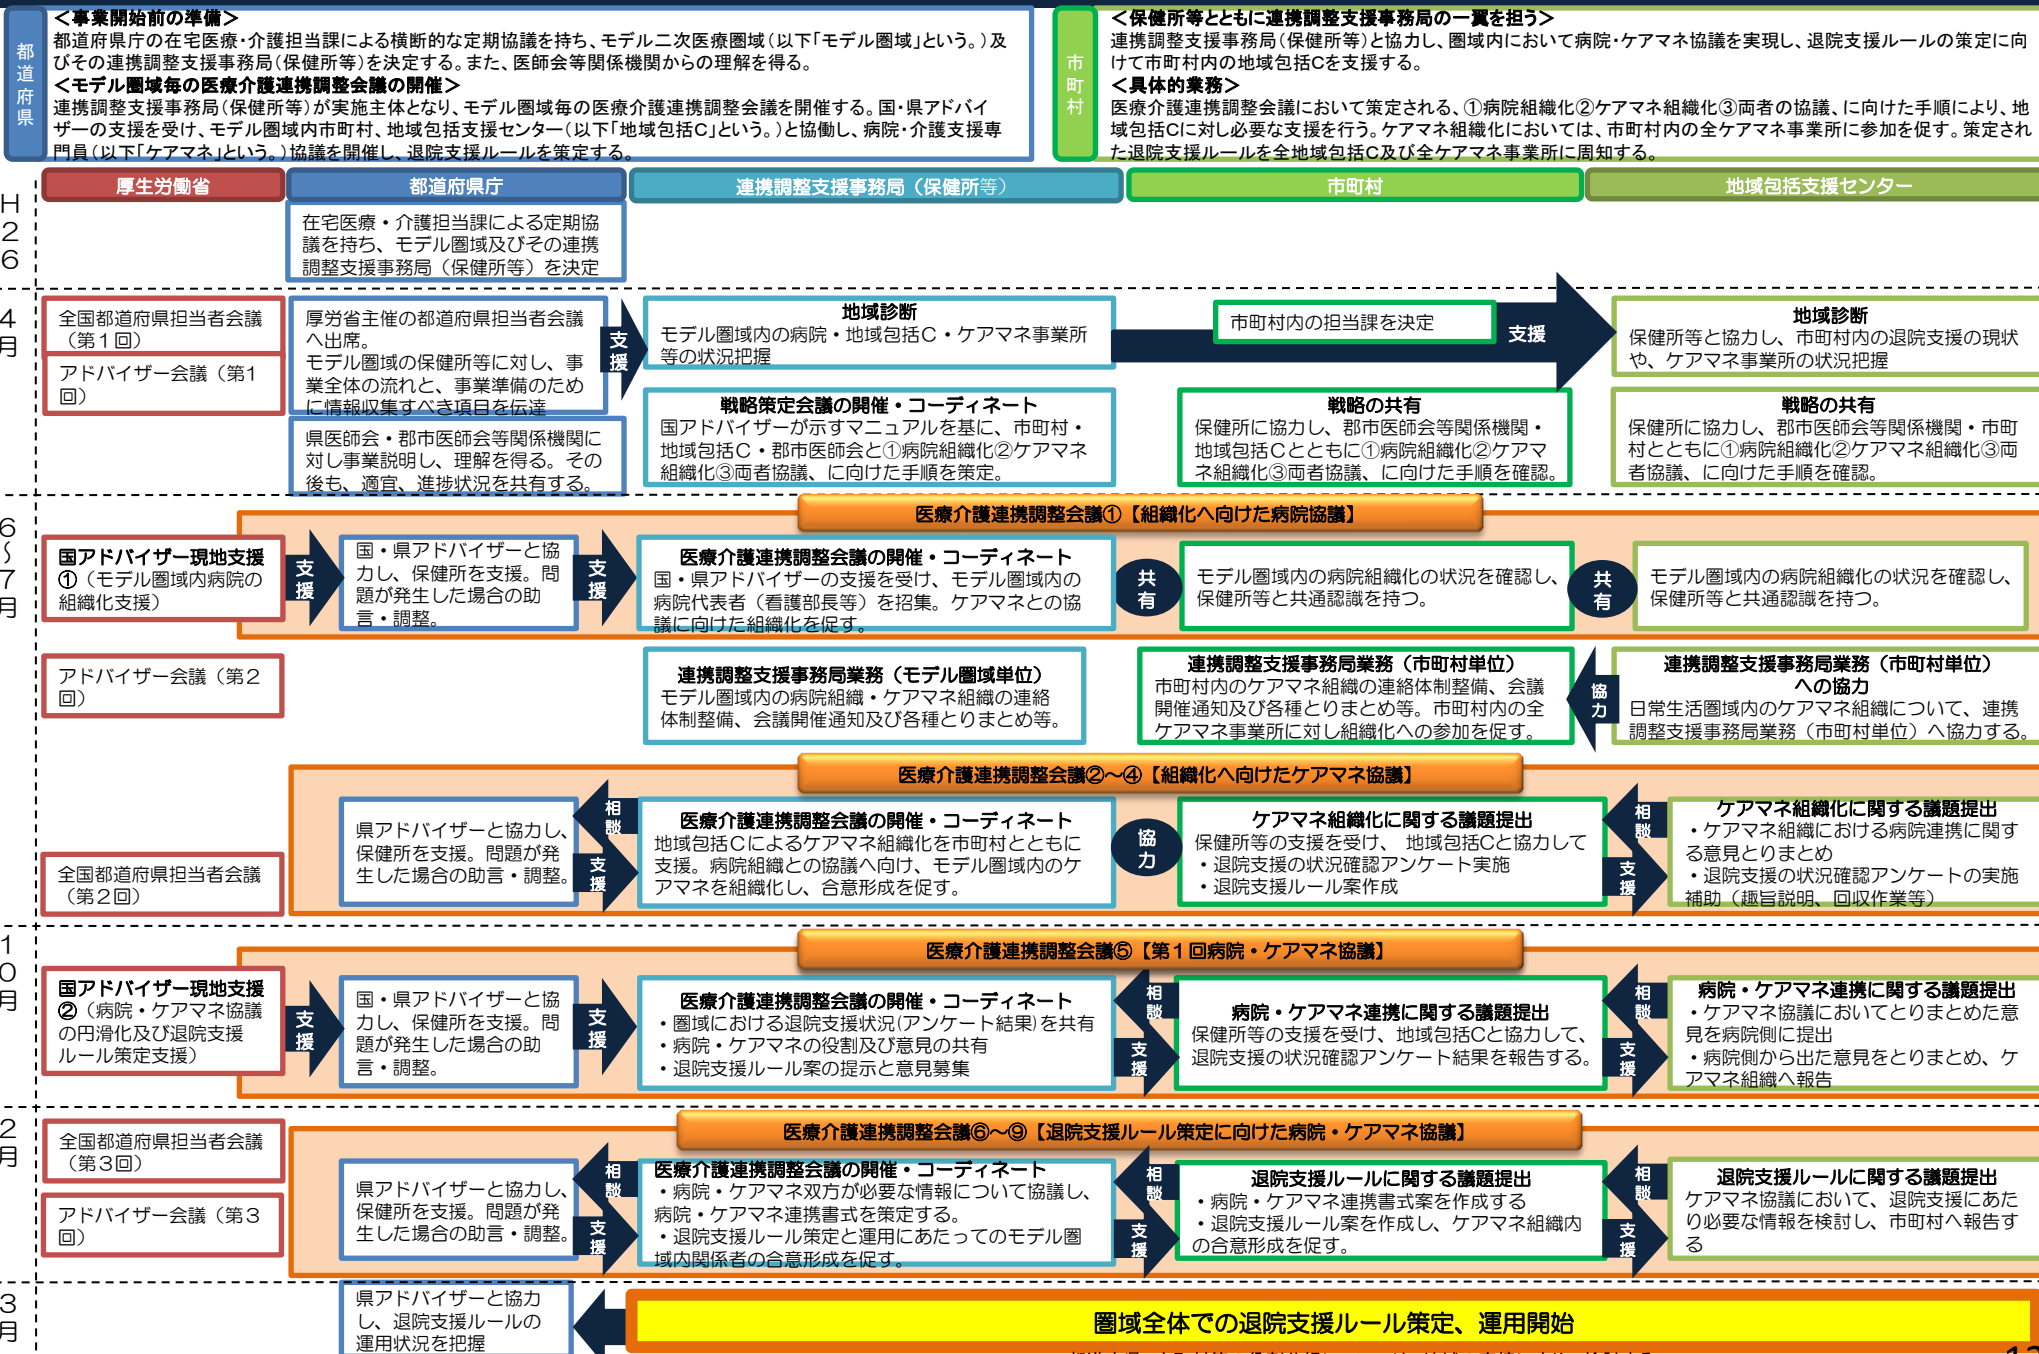 都道府県
＜事業開始前の準備＞
都道府県庁の在宅医療・介護担当課による横断的な定期協議を持ち、モデル二次医療圏域（以下「モデル圏域」という。）及
びその連携調整支援事務局（保健所等）を決定する。また、医師会等関係機関からの理解を得る。
＜モデル圏域毎の医療介護連携調整会議の開催＞
連携調整支援事務局（保健所等）が実施主体となり、モデル圏域毎の医療介護連携調整会議を開催する。国・県アドバイ
ザーの支援を受け、モデル圏域内市町村、地域包括支援センター（以下「地域包括C」という。）と協働し、病院・介護支援専
門員（以下「ケアマネ」という。）協議を開催し、退院支援ルールを策定する。
市町村
＜保健所等とともに連携調整支援事務局の一翼を担う＞
連携調整支援事務局（保健所等）と協力し、圏域内において病院・ケアマネ協議を実現し、退院支援ルールの策定に向
けて市町村内の地域包括Cを支援する。
＜具体的業務＞
医療介護連携調整会議において策定される、①病院組織化②ケアマネ組織化③両者の協議、に向けた手順により、地
域包括Cに対し必要な支援を行う。ケアマネ組織化においては、市町村内の全ケアマネ事業所に参加を促す。策定され
た退院支援ルールを全地域包括C及び全ケアマネ事業所に周知する。
厚生労働省
都道府県庁
連携調整支援事務局（保健所等）
市町村
地域包括支援センター
H26
在宅医療・介護担当課による定期協
議を持ち、モデル圏域及びその連携
調整支援事務局（保健所等）を決定
4月
全国都道府県担当者会議
（第１回）
アドバイザー会議（第１
回）
厚労省主催の都道府県担当者会議
へ出席。
モデル圏域の保健所等に対し、事
業全体の流れと、事業準備のため
に情報収集すべき項目を伝達
県医師会・郡市医師会等関係機関に
対し事業説明し、理解を得る。その
後も、適宜、進捗状況を共有する。
支援
地域診断
モデル圏域内の病院・地域包括Ｃ・ケアマネ事業所
等の状況把握
市町村内の担当課を決定
支援
地域診断
保健所等と協力し、市町村内の退院支援の現状
や、ケアマネ事業所の状況把握
戦略策定会議の開催・コーディネート
国アドバイザーが示すマニュアルを基に、市町村・
地域包括Ｃ・郡市医師会と①病院組織化②ケアマネ
組織化③両者協議、に向けた手順を策定。
戦略の共有
保健所に協力し、郡市医師会等関係機関・
地域包括Ｃとともに①病院組織化②ケアマ
ネ組織化③両者協議、に向けた手順を確認。
戦略の共有
保健所に協力し、郡市医師会等関係機関・市町
村とともに①病院組織化②ケアマネ組織化③両
者協議、に向けた手順を確認。
6～7月
医療介護連携調整会議①【組織化へ向けた病院協議】
国アドバイザー現地支援
①（モデル圏域内病院の
組織化支援）
支援
国・県アドバイザーと協
力し、保健所を支援。問
題が発生した場合の助
言・調整。
支援
医療介護連携調整会議の開催・コーディネート
国・県アドバイザーの支援を受け、モデル圏域内の
病院代表者（看護部長等）を招集。ケアマネとの協
議に向けた組織化を促す。
共有
モデル圏域内の病院組織化の状況を確認し、
保健所等と共通認識を持つ。
共有
モデル圏域内の病院組織化の状況を確認し、
保健所等と共通認識を持つ。
アドバイザー会議（第２
回）
連携調整支援事務局業務（モデル圏域単位）
モデル圏域内の病院組織・ケアマネ組織の連絡
体制整備、会議開催通知及び各種とりまとめ等。
連携調整支援事務局業務（市町村単位）
市町村内のケアマネ組織の連絡体制整備、会議
開催通知及び各種とりまとめ等。市町村内の全
ケアマネ事業所に対し組織化への参加を促す。
協力
連携調整支援事務局業務（市町村単位）
への協力
日常生活圏域内のケアマネ組織について、連携
調整支援事務局業務（市町村単位）へ協力する。
医療介護連携調整会議②～④【組織化へ向けたケアマネ協議】
全国都道府県担当者会議
（第２回）
県アドバイザーと協力し、
保健所を支援。問題が発
生した場合の助言・調整。
相談
支援
医療介護連携調整会議の開催・コーディネート
地域包括Ｃによるケアマネ組織化を市町村とともに
支援。病院組織との協議へ向け、モデル圏域内のケ
アマネを組織化し、合意形成を促す。
協力
ケアマネ組織化に関する議題提出
保健所等の支援を受け、 地域包括Cと協力して
・退院支援の状況確認アンケート実施
・退院支援ルール案作成
相談
支援
ケアマネ組織化に関する議題提出
・ケアマネ組織における病院連携に関す
る意見とりまとめ
・退院支援の状況確認アンケートの実施
補助（趣旨説明、回収作業等）
10月
医療介護連携調整会議⑤【第１回病院・ケアマネ協議】
国アドバイザー現地支援
②（病院・ケアマネ協議
の円滑化及び退院支援
ルール策定支援）
支援
国・県アドバイザーと協
力し、保健所を支援。問
題が発生した場合の助
言・調整。
支援
医療介護連携調整会議の開催・コーディネート
・圏域における退院支援状況(アンケート結果)を共有
・病院・ケアマネの役割及び意見の共有
・退院支援ルール案の提示と意見募集
相談
支援
病院・ケアマネ連携に関する議題提出
保健所等の支援を受け、地域包括Cと協力して、
退院支援の状況確認アンケート結果を報告する。
相談
支援
病院・ケアマネ連携に関する議題提出
・ケアマネ協議においてとりまとめた意
見を病院側に提出
・病院側から出た意見をとりまとめ、ケ
アマネ組織へ報告
2月
医療介護連携調整会議⑥～⑨【退院支援ルール策定に向けた病院・ケアマネ協議】
全国都道府県担当者会議
（第３回）
アドバイザー会議（第３
回）
県アドバイザーと協力し、
保健所を支援。問題が発
生した場合の助言・調整。
相談
支援
医療介護連携調整会議の開催・コーディネート
・病院・ケアマネ双方が必要な情報について協議し、
病院・ケアマネ連携書式を策定する。
・退院支援ルール策定と運用にあたってのモデル圏
域内関係者の合意形成を促す。
相談
支援
退院支援ルールに関する議題提出
・病院・ケアマネ連携書式案を作成する
・退院支援ルール案を作成し、ケアマネ組織内
の合意形成を促す。
相談
支援
退院支援ルールに関する議題提出
ケアマネ協議において、退院支援にあた
り必要な情報を検討し、市町村へ報告す
る
3月
県アドバイザーと協力
し、退院支援ルールの
運用状況を把握
圏域全体での退院支援ルール策定、運用開始